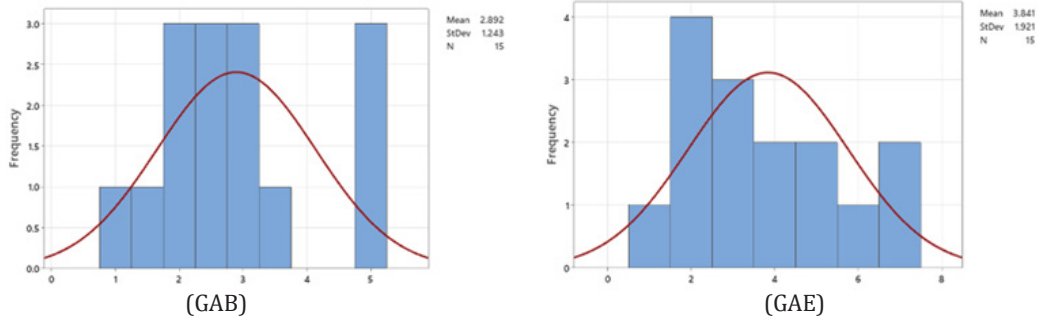 Mean 2.892
StDev 1.243
N 15
Frequency
3.0
2.5
2.0
1.5
1.0
0.5
0.0
0 1 2 3 4 5
(GAB)
Mean 3.841
StDev 1.921
N 15
Frequency
4
3
2
1
0
0 2 4 6 8
(GAE)